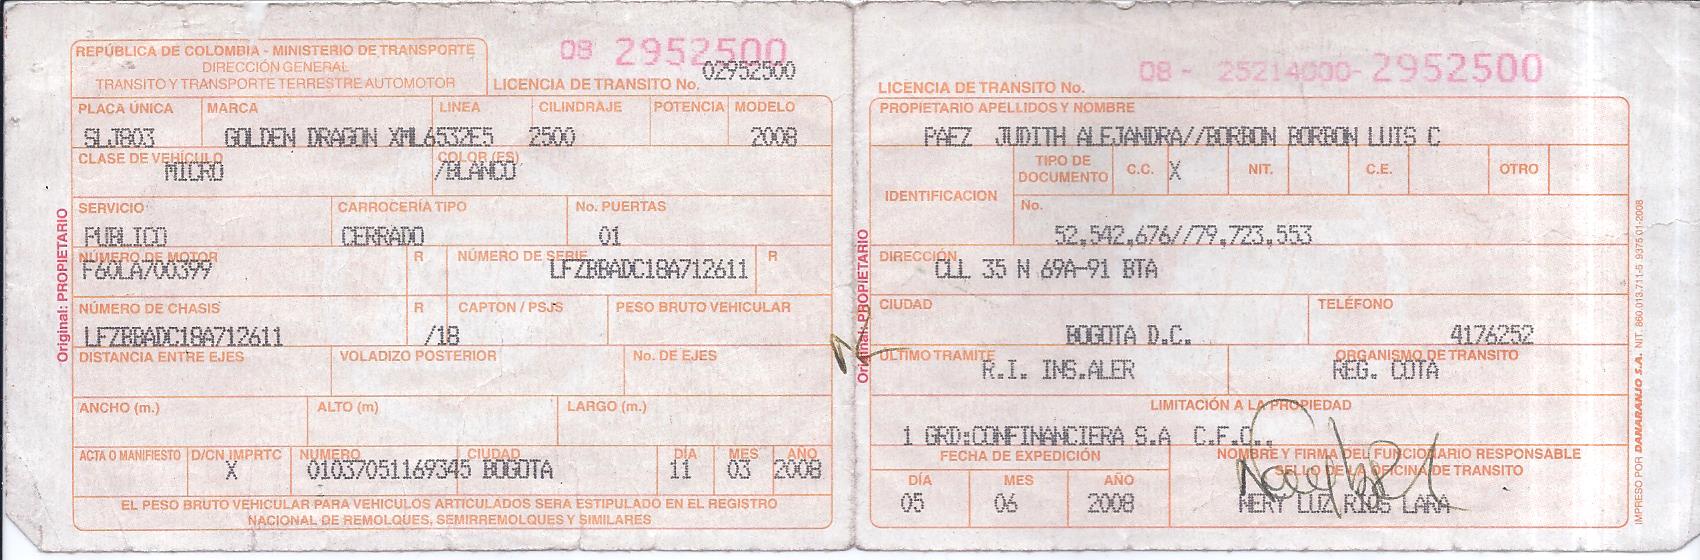 REPÚBLICA DE COLOMBIA - MINISTERIO DE TRANSPORTE
DIRECCIÓN GENERAL
TRANSITO Y TRANSPORTE TERRESTRE AUTOMOTOR
08 2952500
LICENCIA DE TRANSITO No. 02952500
PLACA ÚNICA MARCA LINEA CILINDRAJE POTENCIA MODELO
SLJ803 GOLDEN DRAGON XML6532E5 2500 2008
CLASE DE VEHÍCULO COLOR (ES)
MICRO /BLANCO
SERVICIO CARROCERÍA TIPO No. PUERTAS
PUBLICO CERRADO 01
NÚMERO DE MOTOR R NÚMERO DE SERIE R
F60LA700399 LFZBBADC18A712611
NÚMERO DE CHASIS R CAPTON / PSJS PESO BRUTO VEHICULAR
LFZBBADC18A712611 /18
DISTANCIA ENTRE EJES VOLADIZO POSTERIOR No. DE EJES
ANCHO (m.) ALTO (m) LARGO (m.)
ACTA O MANIFIESTO D/CN IMPRTC NUMERO CIUDAD DÍA MES AÑO
X 01037051169345 BOGOTA 11 03 2008
EL PESO BRUTO VEHICULAR PARA VEHICULOS ARTICULADOS SERA ESTIPULADO EN EL REGISTRO
NACIONAL DE REMOLQUES, SEMIRREMOLQUES Y SIMILARES
Original: PROPIETARIO
08 - 25214000-2952500
LICENCIA DE TRANSITO No.
PROPIETARIO APELLIDOS Y NOMBRE
PAEZ JUDITH ALEJANDRA//BORBON BORBON LUIS C
IDENTIFICACION TIPO DE DOCUMENTO C.C. X NIT. C.E. OTRO
No.
52,542,676//79,723,553
DIRECCIÓN
CLL 35 N 69A-91 BTA
CIUDAD TELÉFONO
BOGOTA D.C. 4176252
ÚLTIMO TRAMITE ORGANISMO DE TRANSITO
R.I. INS.ALER REG. COTA
LIMITACIÓN A LA PROPIEDAD
1 GRD:CONFINANCIERA S.A C.F.C.
FECHA DE EXPEDICIÓN NOMBRE Y FIRMA DEL FUNCIONARIO RESPONSABLE
SELLO DE LA OFICINA DE TRANSITO
DÍA MES AÑO
05 06 2008 NERY LUZ RIOS LARA
Original: PROPIETARIO
IMPRESO POR DANARANJO S.A. NIT. 860.013.711-5 9375 01-2008